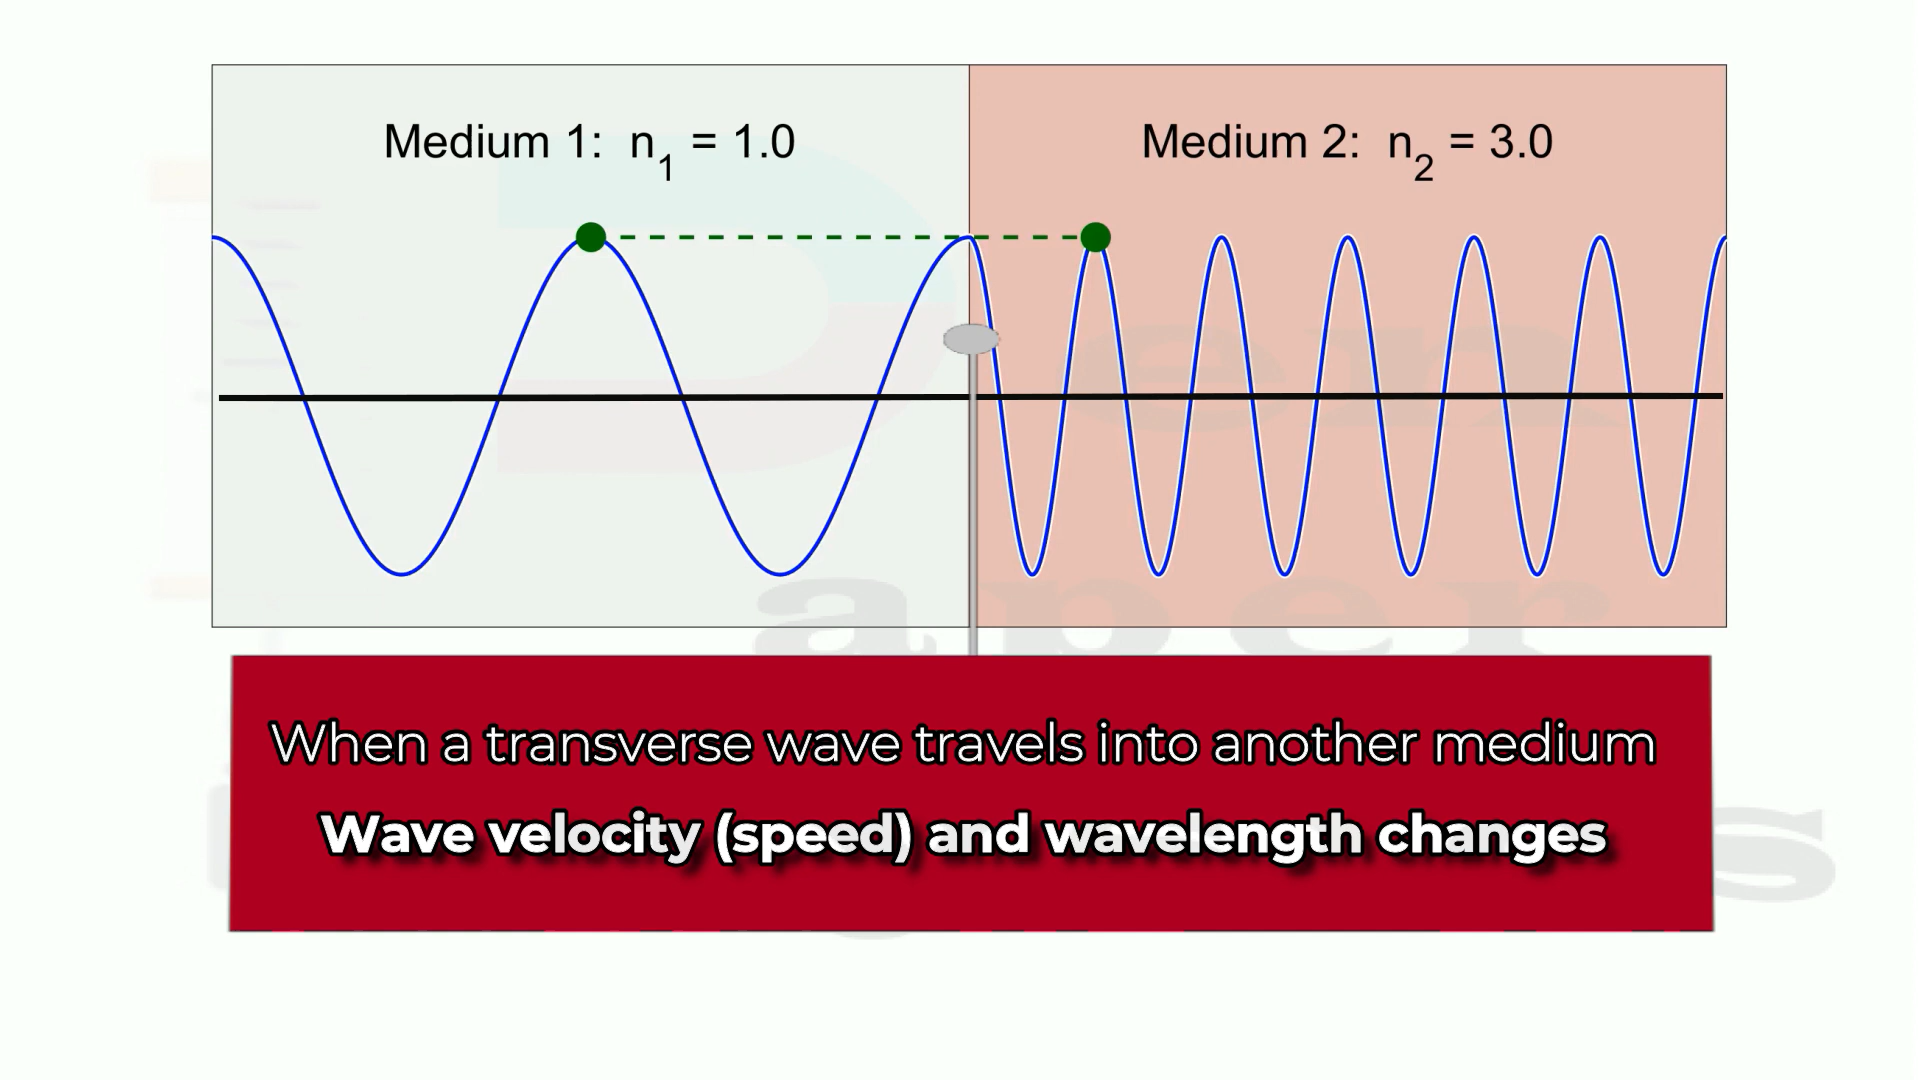 Medium 1: n1 = 1.0
Medium 2: n2 = 3.0
When a transverse wave travels into another medium
Wave velocity (speed) and wavelength changes